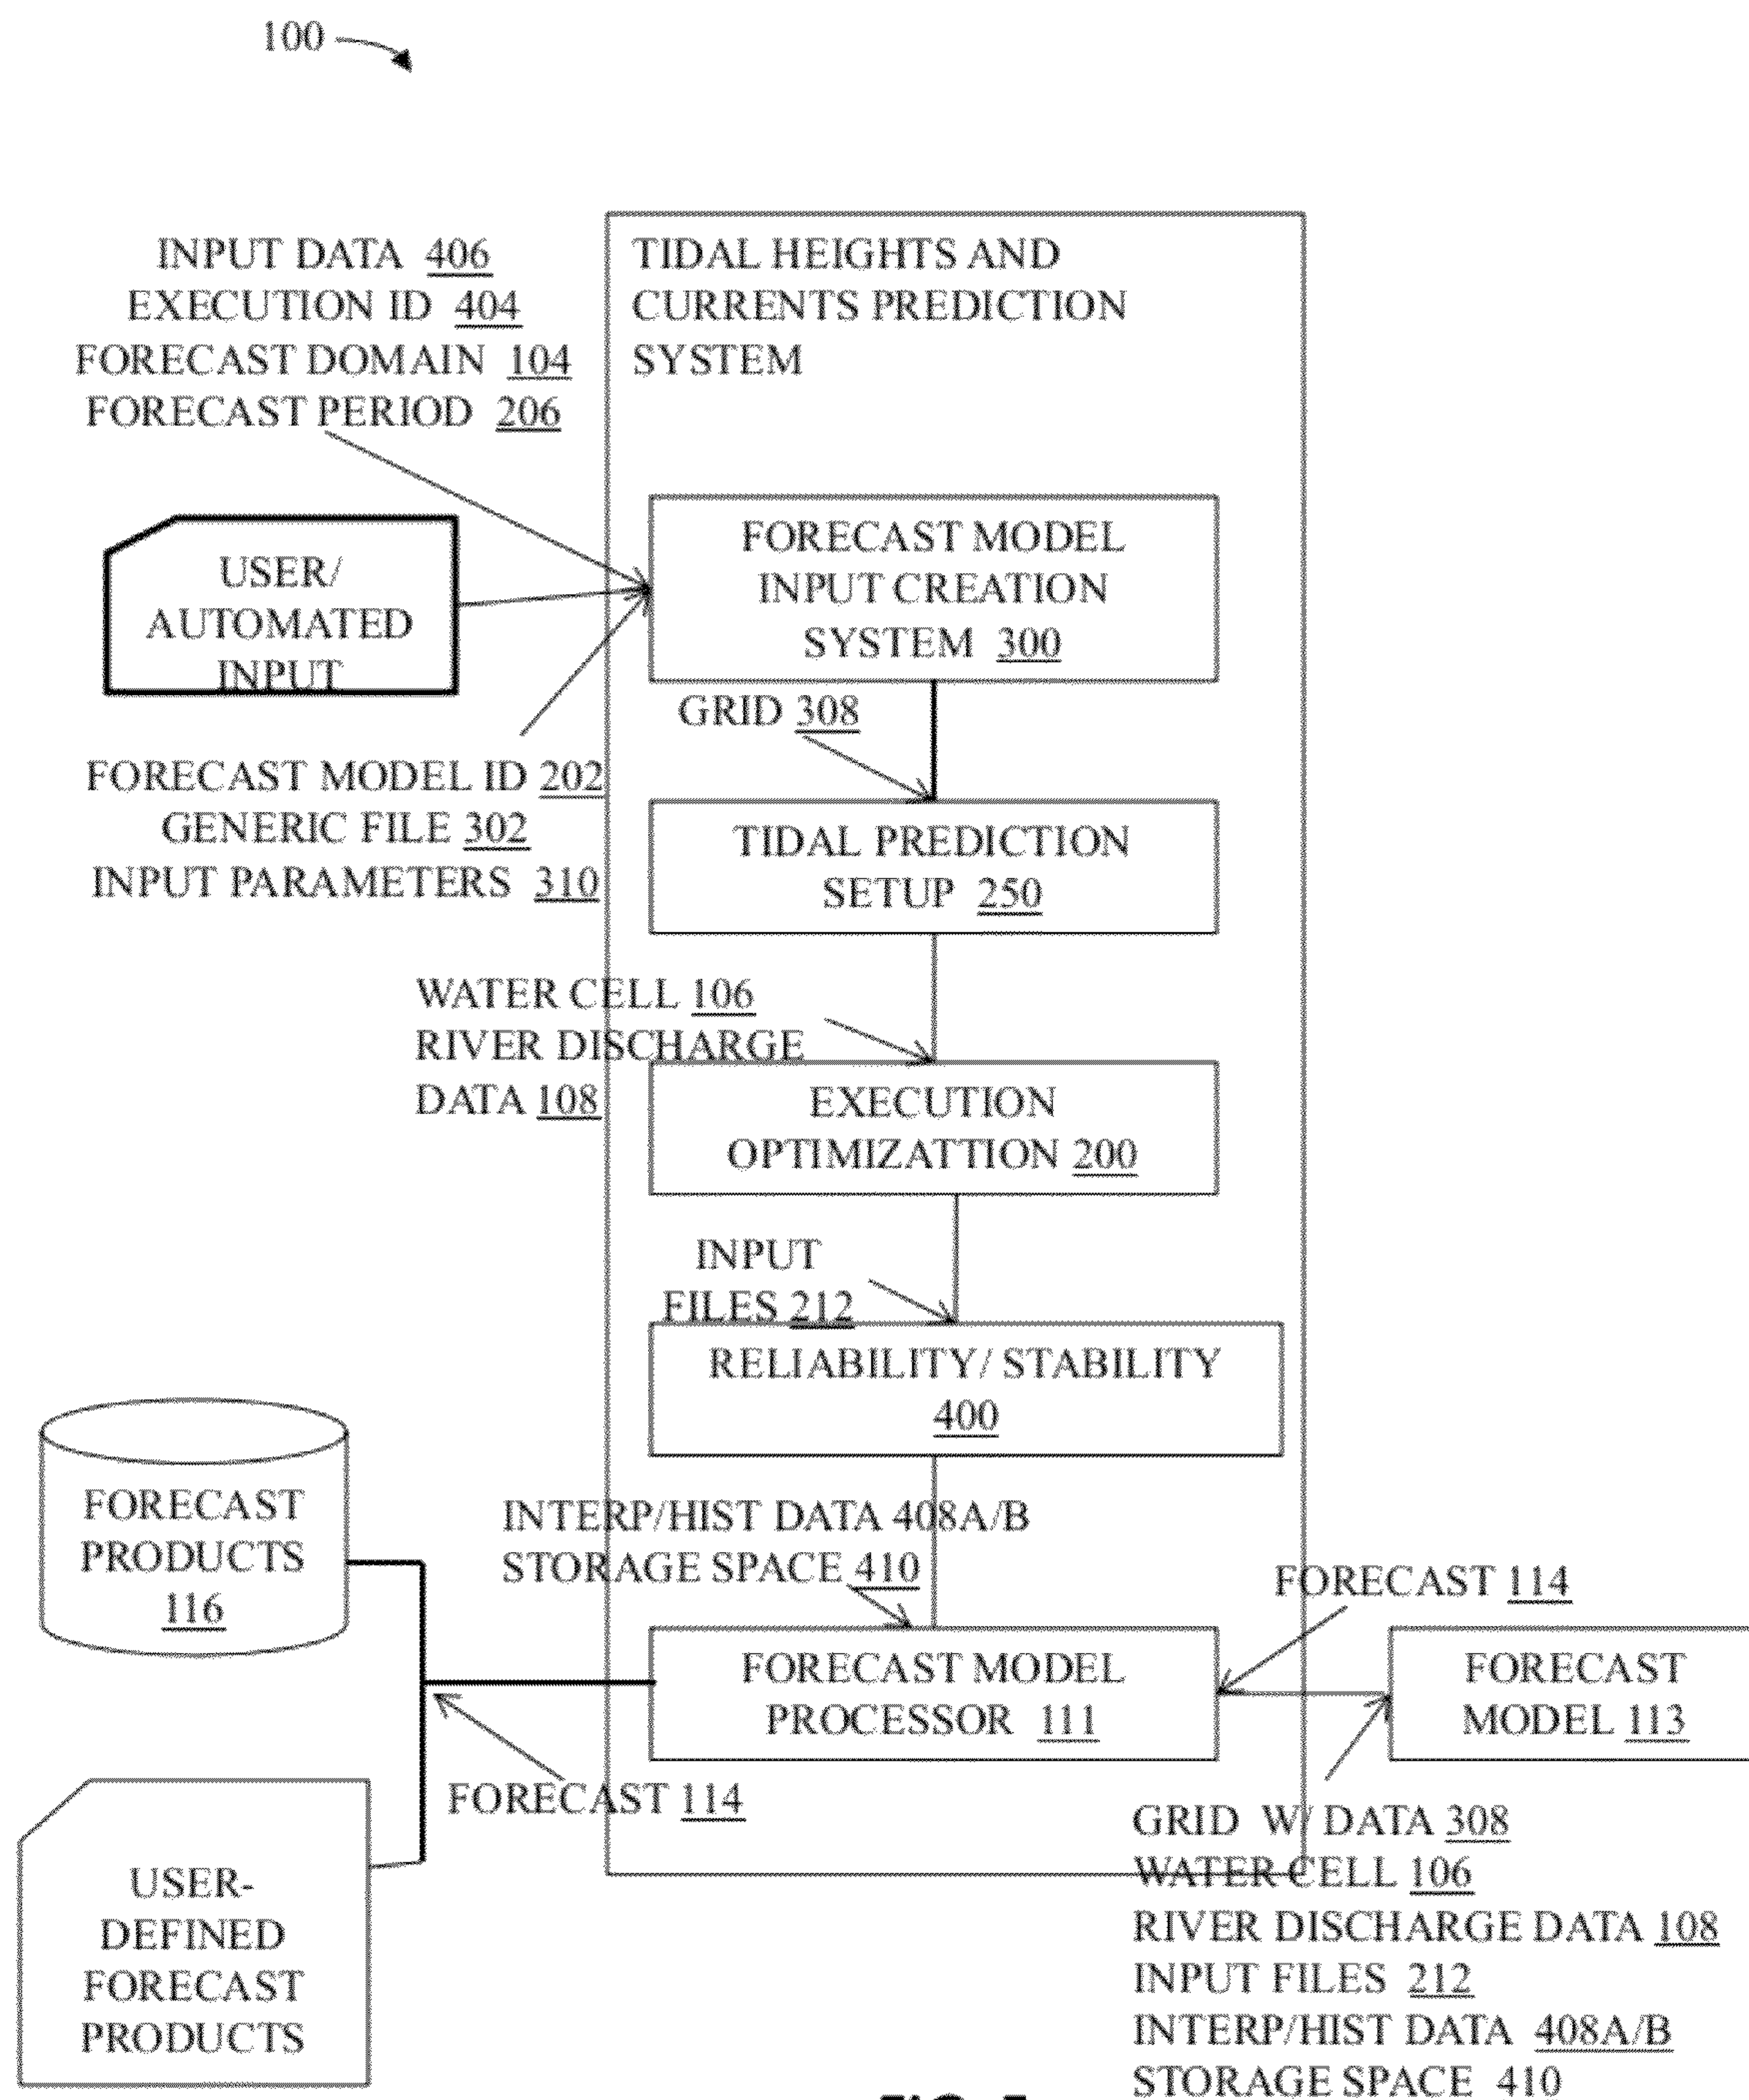 100
INPUT DATA 406
EXECUTION ID 404
FORECAST DOMAIN 104
FORECAST PERIOD 206
TIDAL HEIGHTS AND
CURRENTS PREDICTION
SYSTEM
USER/
AUTOMATED
INPUT
FORECAST MODEL
INPUT CREATION
SYSTEM 300
GRID 308
FORECAST MODEL ID 202
GENERIC FILE 302
INPUT PARAMETERS 310
TIDAL PREDICTION
SETUP 250
WATER CELL 106
RIVER DISCHARGE
DATA 108
EXECUTION
OPTIMIZATTION 200
INPUT
FILES 212
RELIABILITY/ STABILITY
400
FORECAST
PRODUCTS
116
INTERP/HIST DATA 408A/B
STORAGE SPACE 410
FORECAST 114
FORECAST MODEL
PROCESSOR 111
FORECAST
MODEL 113
FORECAST 114
USER-
DEFINED
FORECAST
PRODUCTS
GRID W/ DATA 308
WATER CELL 106
RIVER DISCHARGE DATA 108
INPUT FILES 212
INTERP/HIST DATA 408A/B
STORAGE SPACE 410